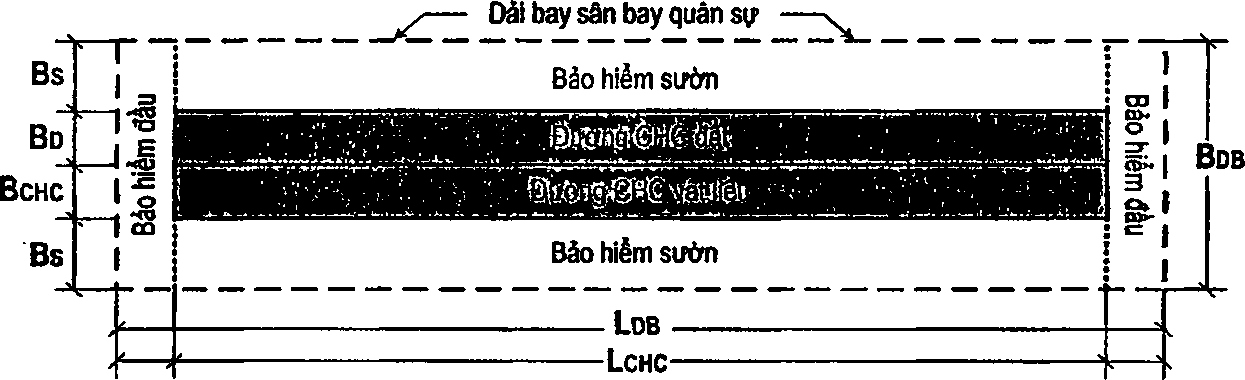 Dải bay sân bay quân sự
Bs
Bảo hiểm sườn
BD
Đường CHC đất
BCHC
Đường CHC vật liệu
Bs
Bảo hiểm sườn
Bảo hiểm đầu
Bảo hiểm đầu
BDB
LDB
LCHC